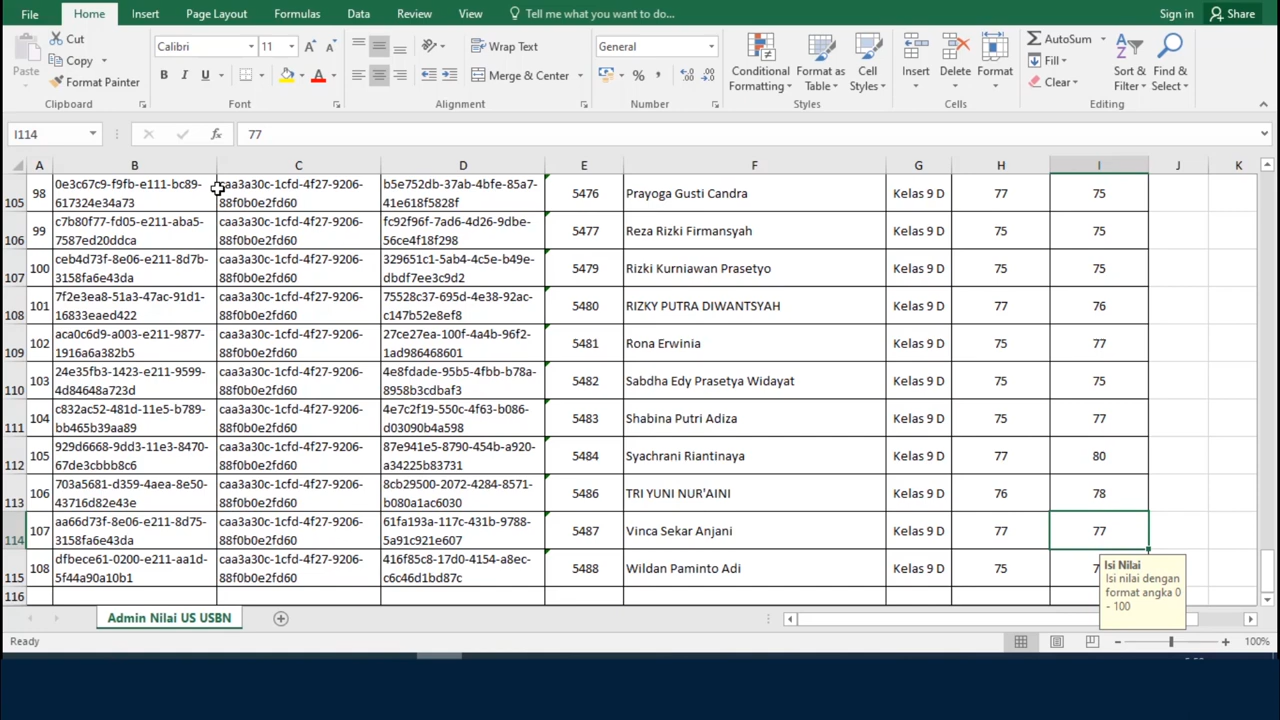 File Home Insert Page Layout Formulas Data Review View Tell me what you want to do... Sign in Share
Paste Cut Copy Format Painter Clipboard
Calibri 11 A A B I U A Font
Wrap Text Merge & Center Alignment
General % , Number
Conditional Formatting Format as Table Cell Styles Styles
Insert Delete Format Cells
AutoSum Fill Clear Sort & Filter Find & Select Editing
I114 fx 77
A B C D E F G H I J K
105 98 0e3c67c9-f9fb-e111-bc89-617324e34a73 caa3a30c-1cfd-4f27-9206-88f0b0e2fd60 b5e752db-37ab-4bfe-85a7-41e618f5828f 5476 Prayoga Gusti Candra Kelas 9 D 77 75
106 99 c7b80f77-fd05-e211-aba5-7587ed20ddca caa3a30c-1cfd-4f27-9206-88f0b0e2fd60 fc92f96f-7ad6-4d26-9dbe-56ce4f18f298 5477 Reza Rizki Firmansyah Kelas 9 D 75 75
107 100 ceb4d73f-8e06-e211-8d7b-3158fa6e43da caa3a30c-1cfd-4f27-9206-88f0b0e2fd60 329651c1-5ab4-4c5e-b49e-dbdf7ee3c9d2 5479 Rizki Kurniawan Prasetyo Kelas 9 D 75 75
108 101 7f2e3ea8-51a3-47ac-91d1-16833eaed422 caa3a30c-1cfd-4f27-9206-88f0b0e2fd60 75528c37-695d-4e38-92ac-c147b52e8ef8 5480 RIZKY PUTRA DIWANTSYAH Kelas 9 D 77 76
109 102 aca0c6d9-a003-e211-9877-1916a6a382b5 caa3a30c-1cfd-4f27-9206-88f0b0e2fd60 27ce27ea-100f-4a4b-96f2-1ad986468601 5481 Rona Erwinia Kelas 9 D 75 77
110 103 24e35fb3-1423-e211-9599-4d84648a723d caa3a30c-1cfd-4f27-9206-88f0b0e2fd60 4e8fdade-95b5-4fbb-b78a-8958b3cdbaf3 5482 Sabdha Edy Prasetya Widayat Kelas 9 D 75 75
111 104 c832ac52-481d-11e5-b789-bb465b39aa89 caa3a30c-1cfd-4f27-9206-88f0b0e2fd60 4e7c2f19-550c-4f63-b086-d03090b4a598 5483 Shabina Putri Adiza Kelas 9 D 75 77
112 105 929d6668-9dd3-11e3-8470-67de3cbbb8c6 caa3a30c-1cfd-4f27-9206-88f0b0e2fd60 87e941e5-8790-454b-a920-a34225b83731 5484 Syachrani Riantinaya Kelas 9 D 77 80
113 106 703a5681-d359-4aea-8e50-43716d82e43e caa3a30c-1cfd-4f27-9206-88f0b0e2fd60 8cb29500-2072-4284-8571-b080a1ac6030 5486 TRI YUNI NUR'AINI Kelas 9 D 76 78
114 107 aa66d73f-8e06-e211-8d75-3158fa6e43da caa3a30c-1cfd-4f27-9206-88f0b0e2fd60 61fa193a-117c-431b-9788-5a91c921e607 5487 Vinca Sekar Anjani Kelas 9 D 77 77
115 108 dfbece61-0200-e211-aa1d-5f44a90a10b1 caa3a30c-1cfd-4f27-9206-88f0b0e2fd60 416f85c8-17d0-4154-a8ec-c6c46d1bd87c 5488 Wildan Paminto Adi Kelas 9 D 75
116
Isi Nilai
Isi nilai dengan
format angka 0
- 100
Admin Nilai US USBN
Ready 100%